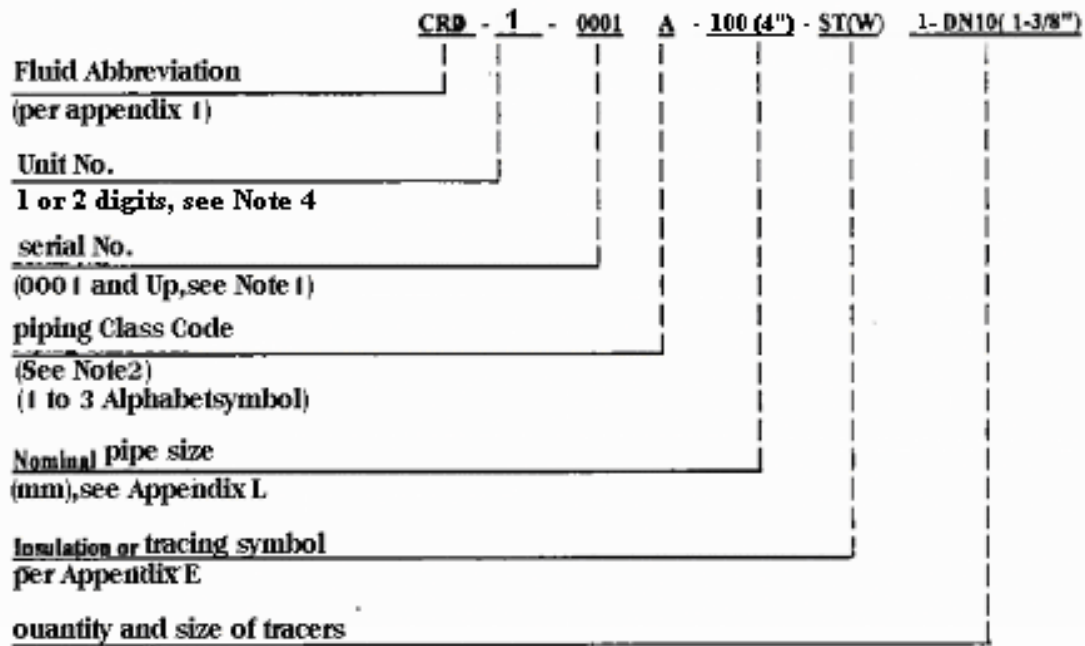 CRD - 1 - 0001 A - 100 (4") - ST(W) 1- DN10( 1-3/8")
Fluid Abbreviation
(per appendix 1)
Unit No.
1 or 2 digits, see Note 4
serial No.
(0001 and Up,see Note1)
piping Class Code
(See Note2)
(1 to 3 Alphabetsymbol)
Nominal pipe size
(mm),see Appendix L
Insulation or tracing symbol
per Appendix E
ouantity and size of tracers